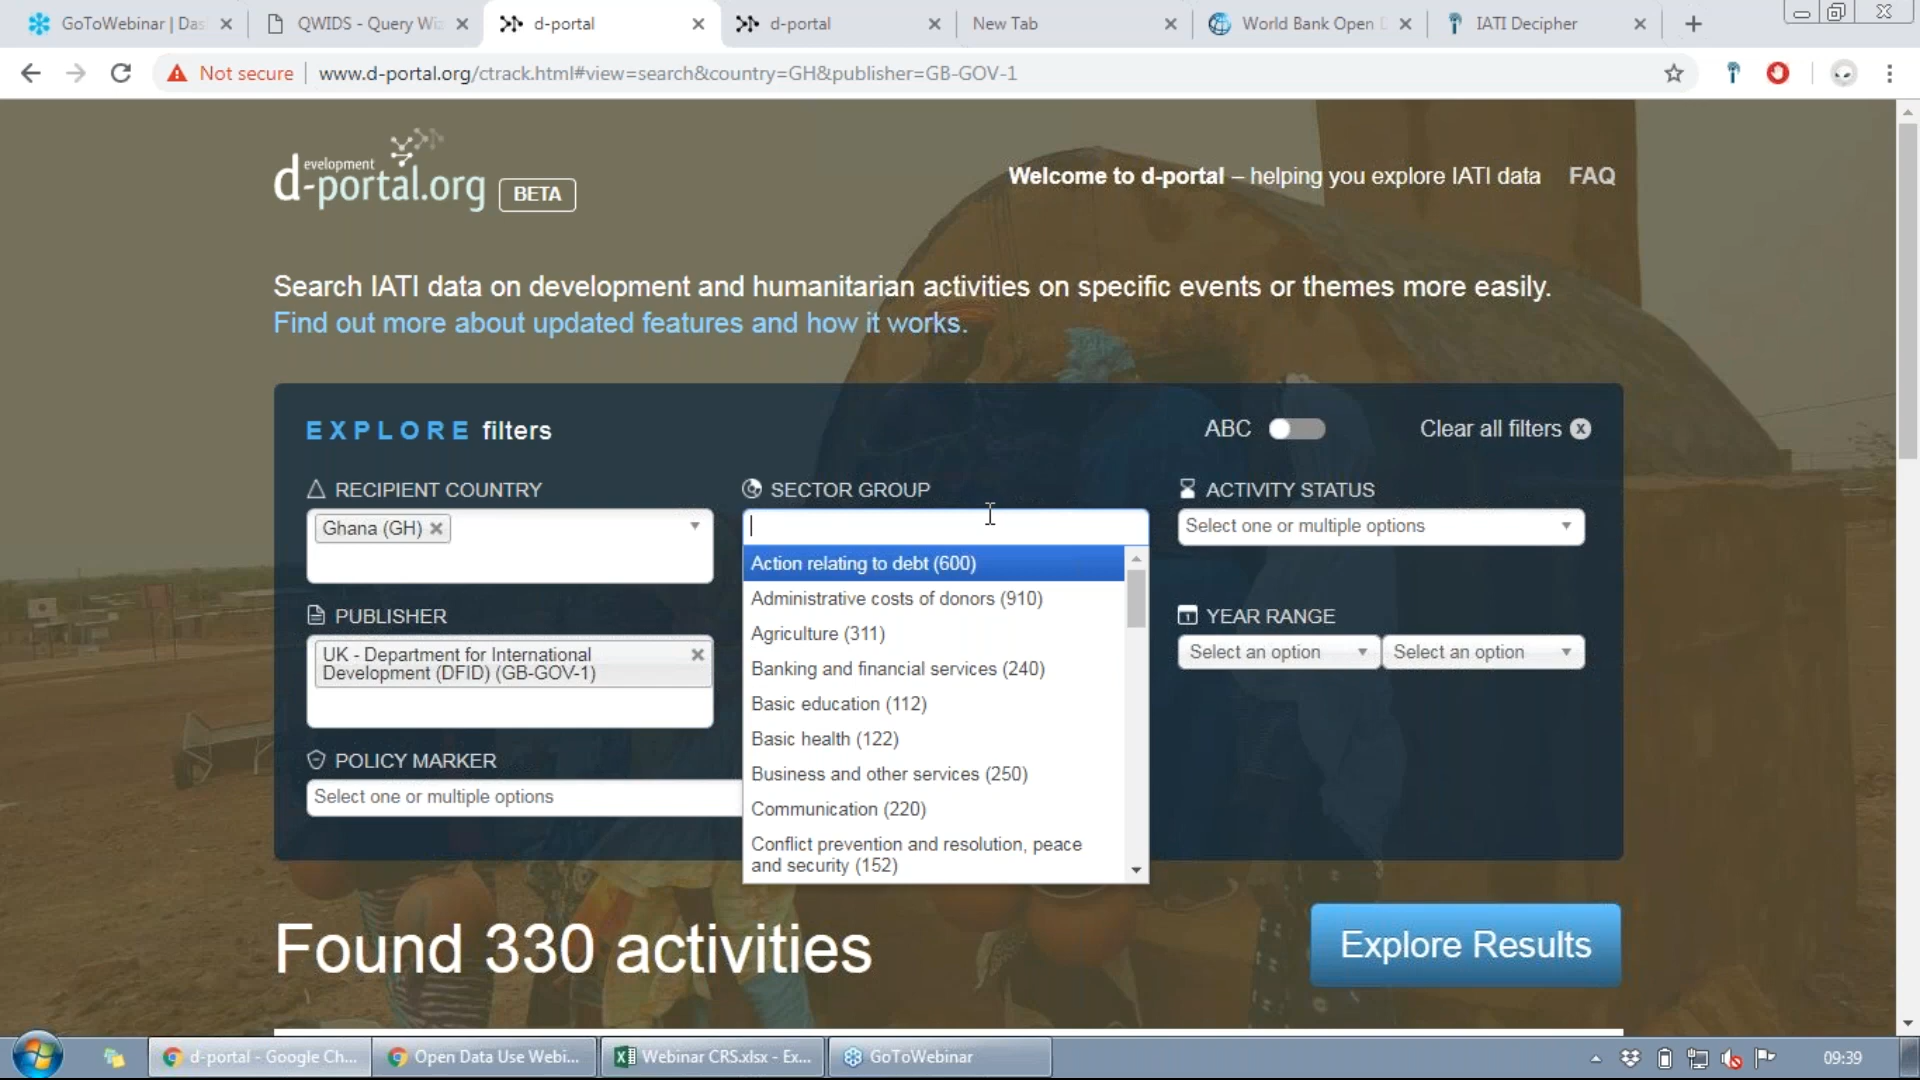 GoToWebinar | Das
QWIDS - Query Wiz
d-portal
d-portal
New Tab
World Bank Open D
IATI Decipher
Not secure
www.d-portal.org/ctrack.html#view=search&country=GH&publisher=GB-GOV-1
evelopment
d-portal.org
BETA
Welcome to d-portal – helping you explore IATI data
FAQ
Search IATI data on development and humanitarian activities on specific events or themes more easily.
Find out more about updated features and how it works.
EXPLORE filters
ABC
Clear all filters
RECIPIENT COUNTRY
SECTOR GROUP
ACTIVITY STATUS
Ghana (GH)
Select one or multiple options
Action relating to debt (600)
Administrative costs of donors (910)
Agriculture (311)
Banking and financial services (240)
Basic education (112)
Basic health (122)
Business and other services (250)
Communication (220)
Conflict prevention and resolution, peace
and security (152)
PUBLISHER
YEAR RANGE
UK - Department for International
Development (DFID) (GB-GOV-1)
Select an option
Select an option
POLICY MARKER
Select one or multiple options
Found 330 activities
Explore Results
d-portal - Google Ch...
Open Data Use Webi...
Webinar CRS.xlsx - Ex...
GoToWebinar
09:39